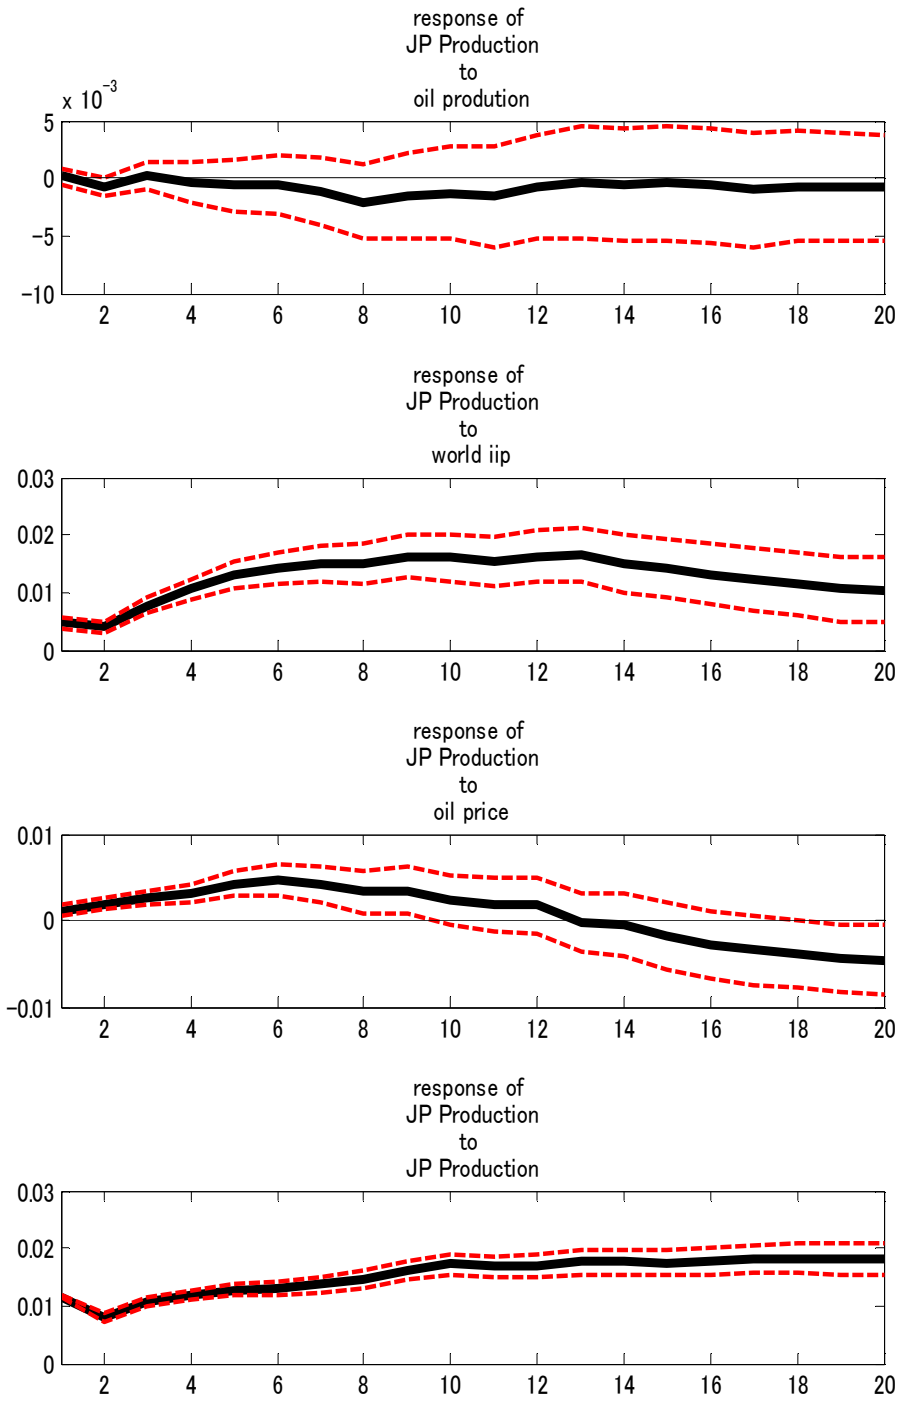 response of
JP Production
to
oil prodution
x 10-3
5
0
-5
-10
2 4 6 8 10 12 14 16 18 20
response of
JP Production
to
world iip
0.03
0.02
0.01
0
2 4 6 8 10 12 14 16 18 20
response of
JP Production
to
oil price
0.01
0
-0.01
2 4 6 8 10 12 14 16 18 20
response of
JP Production
to
JP Production
0.03
0.02
0.01
0
2 4 6 8 10 12 14 16 18 20